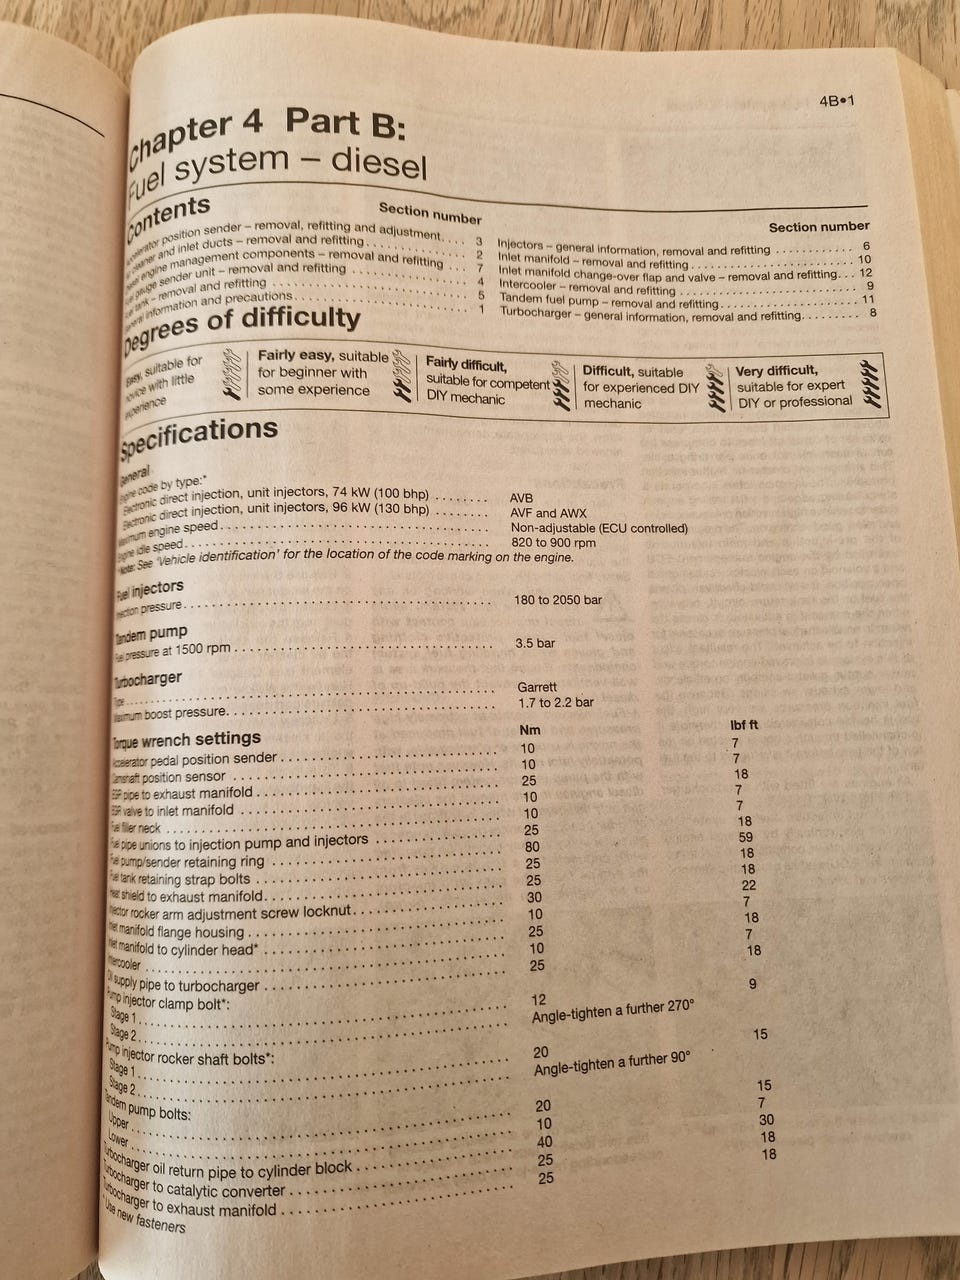 4B•1
Chapter 4 Part B:
Fuel system – diesel
Contents
Section number
Accelerator position sender – removal, refitting and adjustment.... 3
Air cleaner and inlet ducts – removal and refitting.......... 2
Diesel engine management components – removal and refitting .... 7
Fuel gauge sender unit – removal and refitting .......... 4
Fuel tank – removal and refitting .......... 5
General information and precautions.......... 1
Section number
Injectors – general information, removal and refitting .......... 6
Inlet manifold – removal and refitting.......... 10
Inlet manifold change-over flap and valve – removal and refitting... 12
Intercooler – removal and refitting .......... 9
Tandem fuel pump – removal and refitting.......... 11
Turbocharger – general information, removal and refitting......... 8
Degrees of difficulty
Easy, suitable for
novice with little
experience
Fairly easy, suitable
for beginner with
some experience
Fairly difficult,
suitable for competent
DIY mechanic
Difficult, suitable
for experienced DIY
mechanic
Very difficult,
suitable for expert
DIY or professional
Specifications
General
Engine code by type:*
Electronic direct injection, unit injectors, 74 kW (100 bhp) ........ AVB
Electronic direct injection, unit injectors, 96 kW (130 bhp) ........ AVF and AWX
Maximum engine speed.......... Non-adjustable (ECU controlled)
Engine idle speed.......... 820 to 900 rpm
*Note: See 'Vehicle identification' for the location of the code marking on the engine.
Fuel injectors
Injection pressure.......... 180 to 2050 bar
Tandem pump
Fuel pressure at 1500 rpm .......... 3.5 bar
Turbocharger
Type.......... Garrett
Maximum boost pressure.......... 1.7 to 2.2 bar
Torque wrench settings Nm lbf ft
Accelerator pedal position sender.......... 10 7
Camshaft position sensor .......... 10 7
EGR pipe to exhaust manifold.......... 25 18
EGR valve to inlet manifold .......... 10 7
Fuel filler neck .......... 10 7
Fuel pipe unions to injection pump and injectors .......... 25 18
Fuel pump/sender retaining ring .......... 80 59
Fuel tank retaining strap bolts .......... 25 18
Heat shield to exhaust manifold.......... 25 18
Injector rocker arm adjustment screw locknut.......... 30 22
Inlet manifold flange housing .......... 10 7
Inlet manifold to cylinder head* .......... 25 18
Intercooler .......... 10 7
Oil supply pipe to turbocharger .......... 25 18
Pump injector clamp bolt*:
Stage 1.......... 12 9
Stage 2.......... Angle-tighten a further 270°
Pump injector rocker shaft bolts*:
Stage 1.......... 20 15
Stage 2.......... Angle-tighten a further 90°
Tandem pump bolts:
Upper .......... 20 15
Lower .......... 10 7
Turbocharger oil return pipe to cylinder block .......... 40 30
Turbocharger to catalytic converter .......... 25 18
Turbocharger to exhaust manifold .......... 25 18
* Use new fasteners